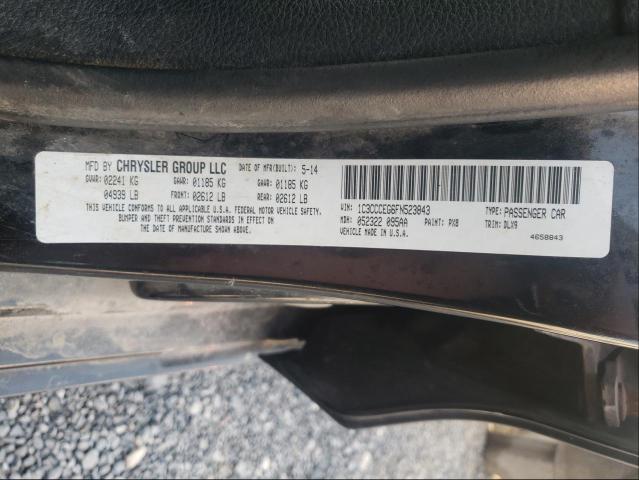 MFD BY CHRYSLER GROUP LLC DATE OF MFR(BUILT): 5-14
GVWR: 02241 KG GAWR: 01185 KG GAWR: 01185 KG
04939 LB FRONT: 02612 LB REAR: 02612 LB
THIS VEHICLE CONFORMS TO ALL APPLICABLE U.S.A. FEDERAL MOTOR VEHICLE SAFETY,
BUMPER AND THEFT PREVENTION STANDARDS IN EFFECT ON
THE DATE OF MANUFACTURE SHOWN ABOVE.
VIN: 1C3CCCEG6FN523843 TYPE: PASSENGER CAR
MDH: 052322 095AA PAINT: PX8 TRIM: DLX9
VEHICLE MADE IN U.S.A. 4658843